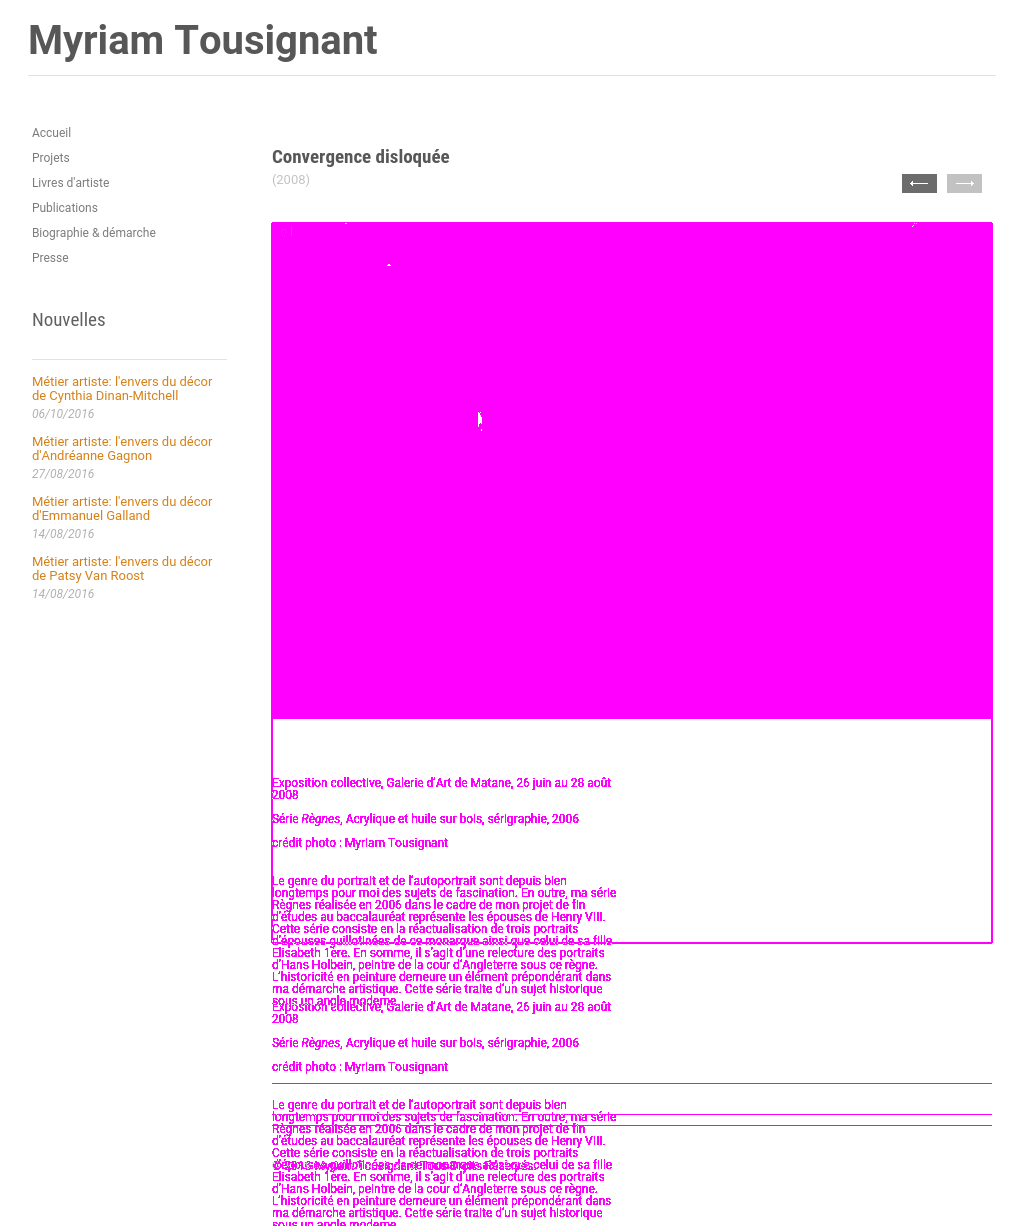 Myriam Tousignant
Accueil
Projets
Livres d'artiste
Publications
Biographie & démarche
Presse
Nouvelles
Métier artiste: l'envers du décor
de Cynthia Dinan-Mitchell
06/10/2016
Métier artiste: l'envers du décor
d'Andréanne Gagnon
27/08/2016
Métier artiste: l'envers du décor
d'Emmanuel Galland
14/08/2016
Métier artiste: l'envers du décor
de Patsy Van Roost
14/08/2016
Convergence disloquée
(2008)
Exposition collective, Galerie d'Art de Matane, 26 juin au 28 août
2008
Série Règnes, Acrylique et huile sur bois, sérigraphie, 2006
crédit photo : Myriam Tousignant
Le genre du portrait et de l'autoportrait sont depuis bien
longtemps pour moi des sujets de fascination. En outre, ma série
Règnes réalisée en 2006 dans le cadre de mon projet de fin
d'études au baccalauréat représente les épouses de Henry VIII.
Cette série consiste en la réactualisation de trois portraits
d'épouses guillotinées de ce monarque ainsi que celui de sa fille
Elisabeth 1ère. En somme, il s'agit d'une relecture des portraits
d'Hans Holbein, peintre de la cour d'Angleterre sous ce règne.
L'historicité en peinture demeure un élément prépondérant dans
ma démarche artistique. Cette série traite d'un sujet historique
sous un angle moderne.
Exposition collective, Galerie d'Art de Matane, 26 juin au 28 août
2008
Série Règnes, Acrylique et huile sur bois, sérigraphie, 2006
crédit photo : Myriam Tousignant
Le genre du portrait et de l'autoportrait sont depuis bien
longtemps pour moi des sujets de fascination. En outre, ma série
Règnes réalisée en 2006 dans le cadre de mon projet de fin
d'études au baccalauréat représente les épouses de Henry VIII.
Cette série consiste en la réactualisation de trois portraits
celui de sa fille
Elisabeth 1ère. En somme, il s'agit d'une relecture des portraits
d'Hans Holbein, peintre de la cour d'Angleterre sous ce règne.
L'historicité en peinture demeure un élément prépondérant dans
ma démarche artistique. Cette série traite d'un sujet historique
sous un angle moderne